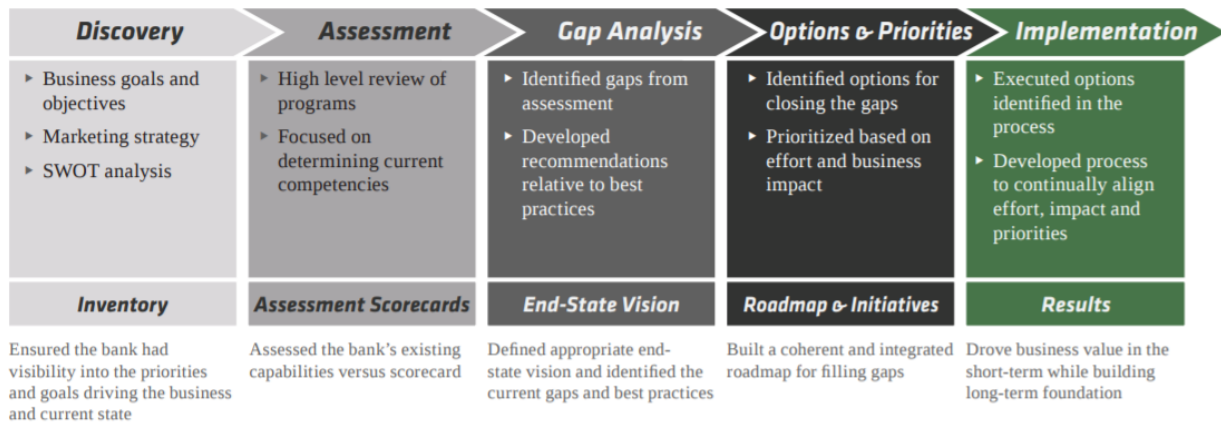 Discovery
Assessment
Gap Analysis
Options & Priorities
Implementation
Business goals and
objectives
Marketing strategy
SWOT analysis
High level review of
programs
Focused on
determining current
competencies
Identified gaps from
assessment
Developed
recommendations
relative to best
practices
Identified options for
closing the gaps
Prioritized based on
effort and business
impact
Executed options
identified in the
process
Developed process
to continually align
effort, impact and
priorities
Inventory
Assessment Scorecards
End-State Vision
Roadmap & Initiatives
Results
Ensured the bank had
visibility into the priorities
and goals driving the business
and current state
Assessed the bank’s existing
capabilities versus scorecard
Defined appropriate end-
state vision and identified the
current gaps and best practices
Built a coherent and integrated
roadmap for filling gaps
Drove business value in the
short-term while building
long-term foundation